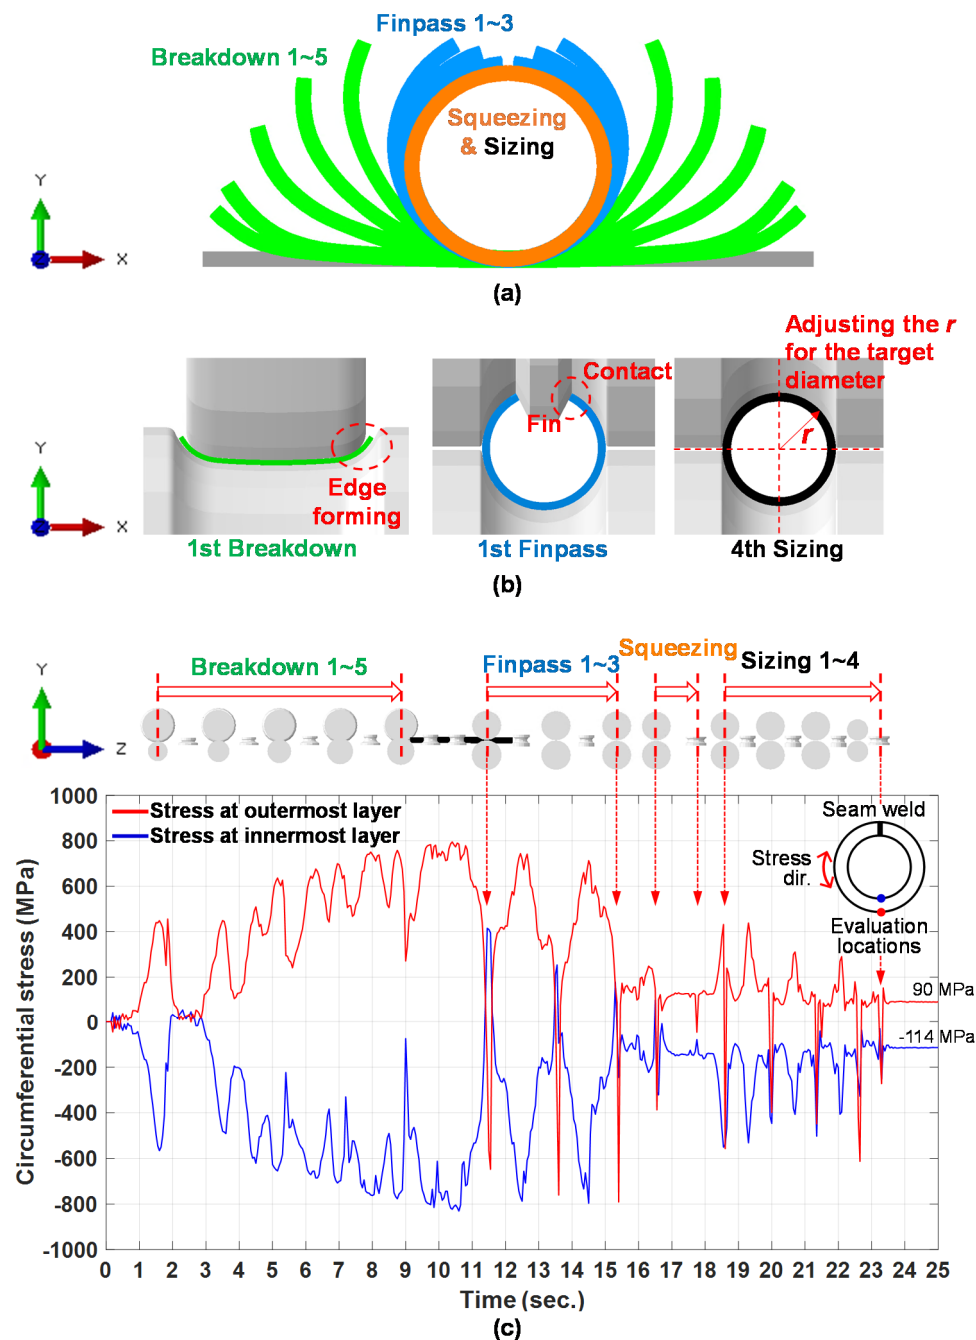 Finpass 1~3
Breakdown 1~5
Squeezing
& Sizing
Y
X
Z
(a)
Adjusting the r
for the target
diameter
Contact
Fin
r
Edge
forming
Y
X
1st Breakdown
1st Finpass
4th Sizing
(b)
Squeezing
Breakdown 1~5
Finpass 1~3
Sizing 1~4
Y
Z
1000
800
600
400
200
0
-200
-400
-600
-800
-1000
Circumferential stress (MPa)
Stress at outermost layer
Stress at innermost layer
Seam weld
Stress
dir.
Evaluation
locations
90 MPa
-114 MPa
0 1 2 3 4 5 6 7 8 9 10 11 12 13 14 15 16 17 18 19 20 21 22 23 24 25
Time (sec.)
(c)